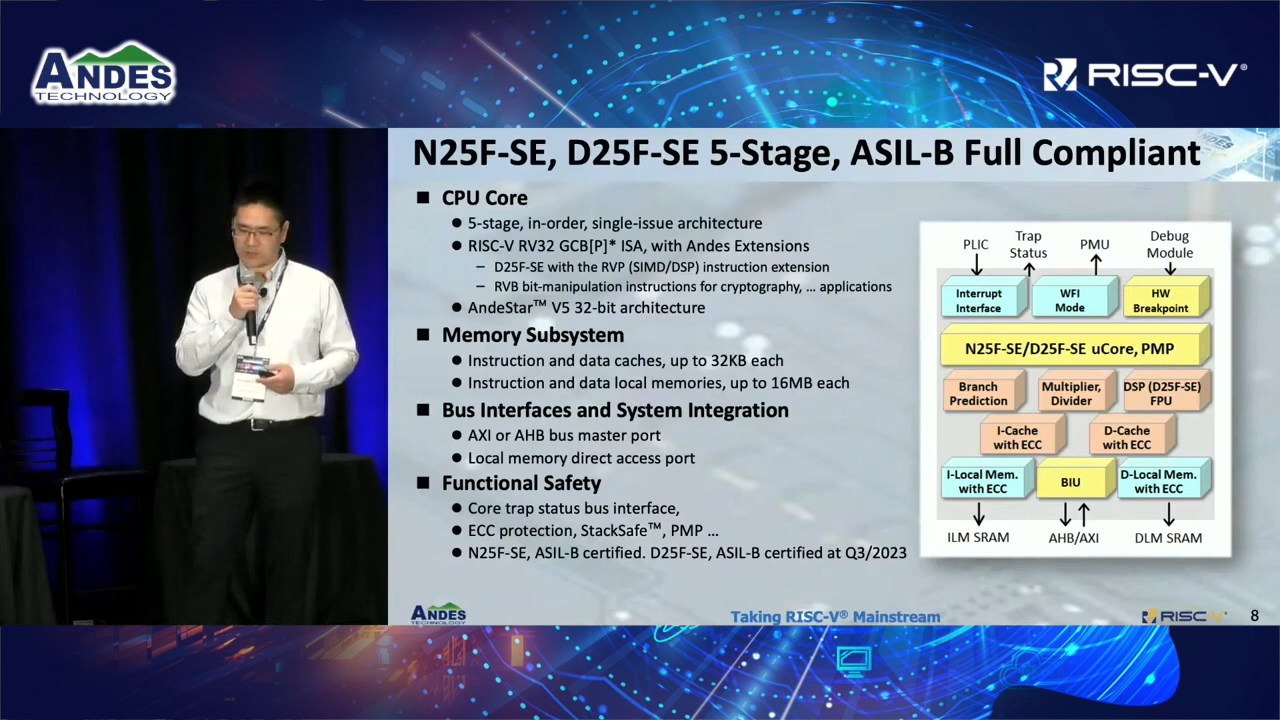 ANDES
TECHNOLOGY
RISC-V®
N25F-SE, D25F-SE 5-Stage, ASIL-B Full Compliant
■ CPU Core
● 5-stage, in-order, single-issue architecture
● RISC-V RV32 GCB[P]* ISA, with Andes Extensions
– D25F-SE with the RVP (SIMD/DSP) instruction extension
– RVB bit-manipulation instructions for cryptography, … applications
● AndeStar™ V5 32-bit architecture
■ Memory Subsystem
● Instruction and data caches, up to 32KB each
● Instruction and data local memories, up to 16MB each
■ Bus Interfaces and System Integration
● AXI or AHB bus master port
● Local memory direct access port
■ Functional Safety
● Core trap status bus interface,
● ECC protection, StackSafe™, PMP …
● N25F-SE, ASIL-B certified. D25F-SE, ASIL-B certified at Q3/2023
PLIC
Trap
Status
PMU
Debug
Module
Interrupt
Interface
WFI
Mode
HW
Breakpoint
N25F-SE/D25F-SE uCore, PMP
Branch
Prediction
Multiplier,
Divider
DSP (D25F-SE)
FPU
I-Cache
with ECC
D-Cache
with ECC
I-Local Mem.
with ECC
BIU
D-Local Mem.
with ECC
ILM SRAM
AHB/AXI
DLM SRAM
ANDES
TECHNOLOGY
Taking RISC-V® Mainstream
RISC-V
8